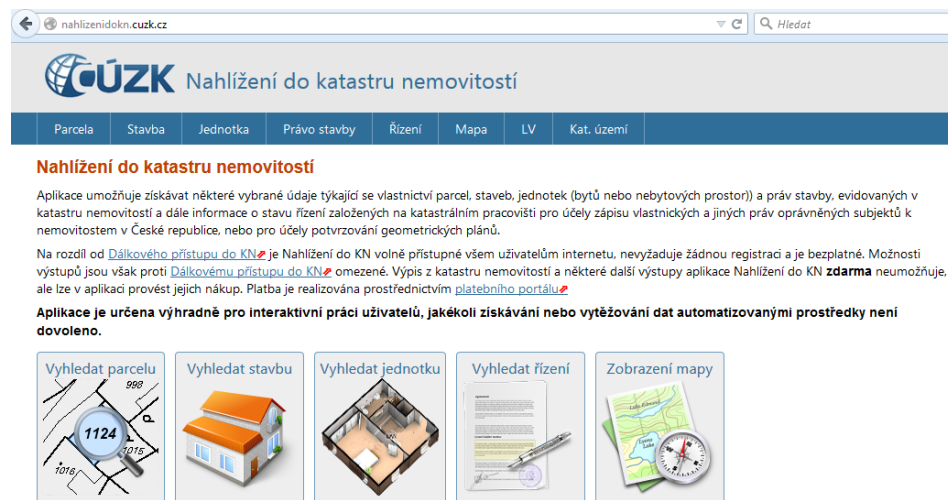 nahlizenidokn.cuzk.cz
Hledat
ČÚZK Nahlížení do katastru nemovitostí
Parcela Stavba Jednotka Právo stavby Řízení Mapa LV Kat. území
Nahlížení do katastru nemovitostí
Aplikace umožňuje získávat některé vybrané údaje týkající se vlastnictví parcel, staveb, jednotek (bytů nebo nebytových prostor)) a práv stavby, evidovaných v
katastru nemovitostí a dále informace o stavu řízení založených na katastrálním pracovišti pro účely zápisu vlastnických a jiných práv oprávněných subjektů k
nemovitostem v České republice, nebo pro účely potvrzování geometrických plánů.
Na rozdíl od Dálkového přístupu do KN je Nahlížení do KN volně přístupné všem uživatelům internetu, nevyžaduje žádnou registraci a je bezplatné. Možnosti
výstupů jsou však proti Dálkovému přístupu do KN omezené. Výpis z katastru nemovitostí a některé další výstupy aplikace Nahlížení do KN zdarma neumožňuje,
ale lze v aplikaci provést jejich nákup. Platba je realizována prostřednictvím platebního portálu
Aplikace je určena výhradně pro interaktivní práci uživatelů, jakékoli získávání nebo vytěžování dat automatizovanými prostředky není
dovoleno.
Vyhledat parcelu Vyhledat stavbu Vyhledat jednotku Vyhledat řízení Zobrazení mapy
998
1124
1015
1016